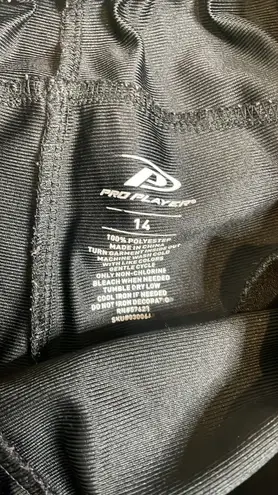 PRO PLAYER®
14
100% POLYESTER
MADE IN CHINA
TURN GARMENT INSIDE OUT
MACHINE WASH COLD
WITH LIKE COLORS
GENTLE CYCLE
ONLY NON-CHLORINE
BLEACH WHEN NEEDED
TUMBLE DRY LOW
COOL IRON IF NEEDED
DO NOT IRON DECORATION